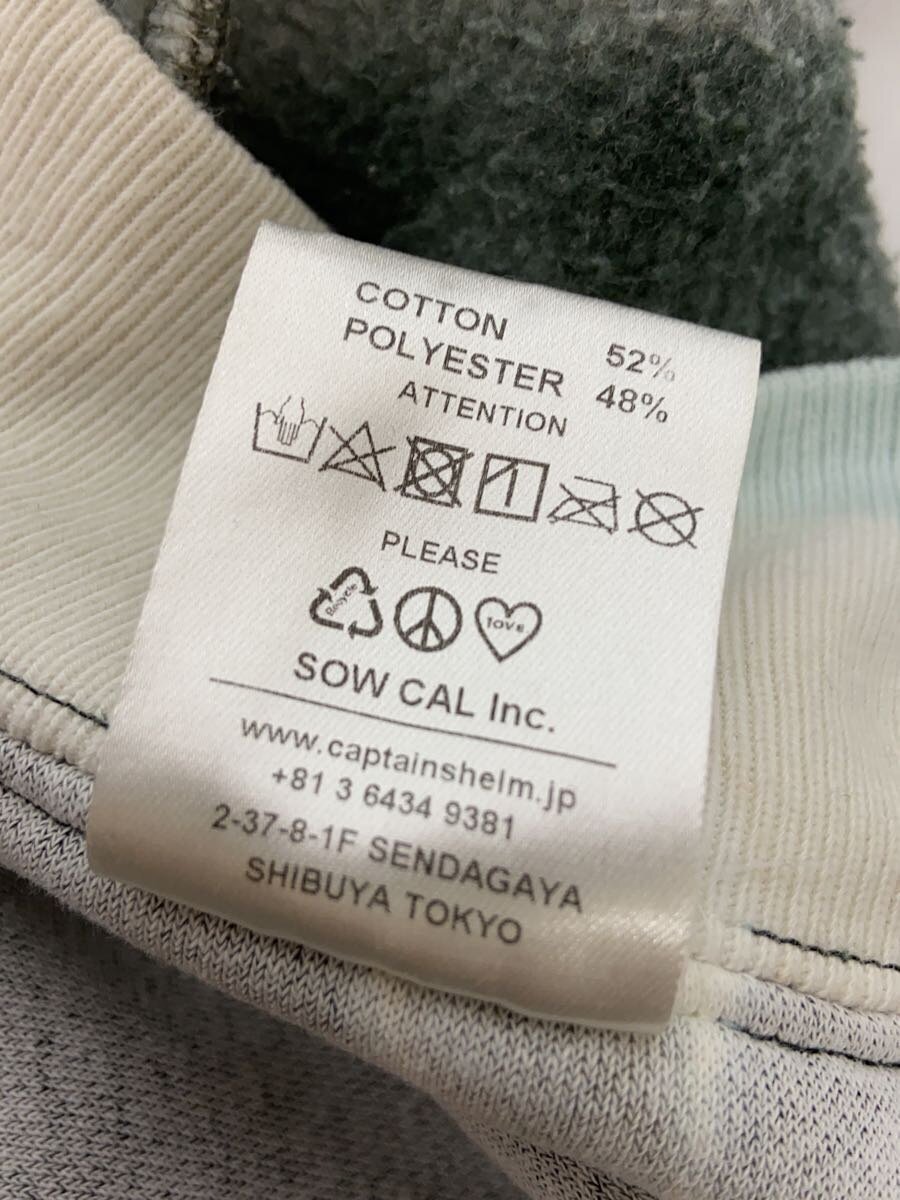 COTTON 52%
POLYESTER 48%
ATTENTION
PLEASE
Recycle love
SOW CAL Inc.
www.captainshelm.jp
+81 3 6434 9381
2-37-8-1F SENDAGAYA
SHIBUYA TOKYO